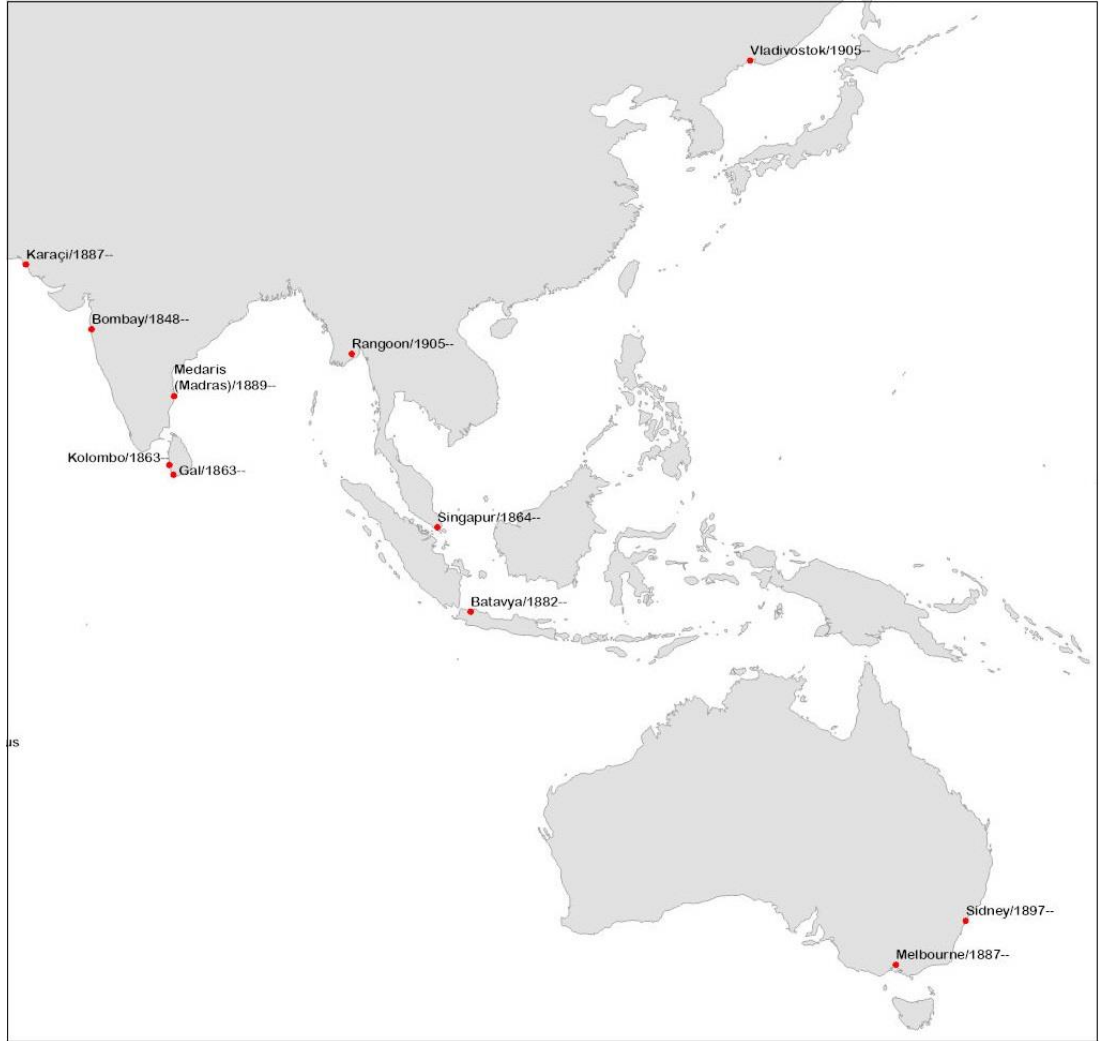 Vladivostok/1905--
Karaçi/1887--
Bombay/1848--
Rangoon/1905--
Medaris
(Madras)/1889--
Kolombo/1863--
Gal/1863--
Singapur/1864--
Batavya/1882--
us
Sidney/1897--
Melbourne/1887--